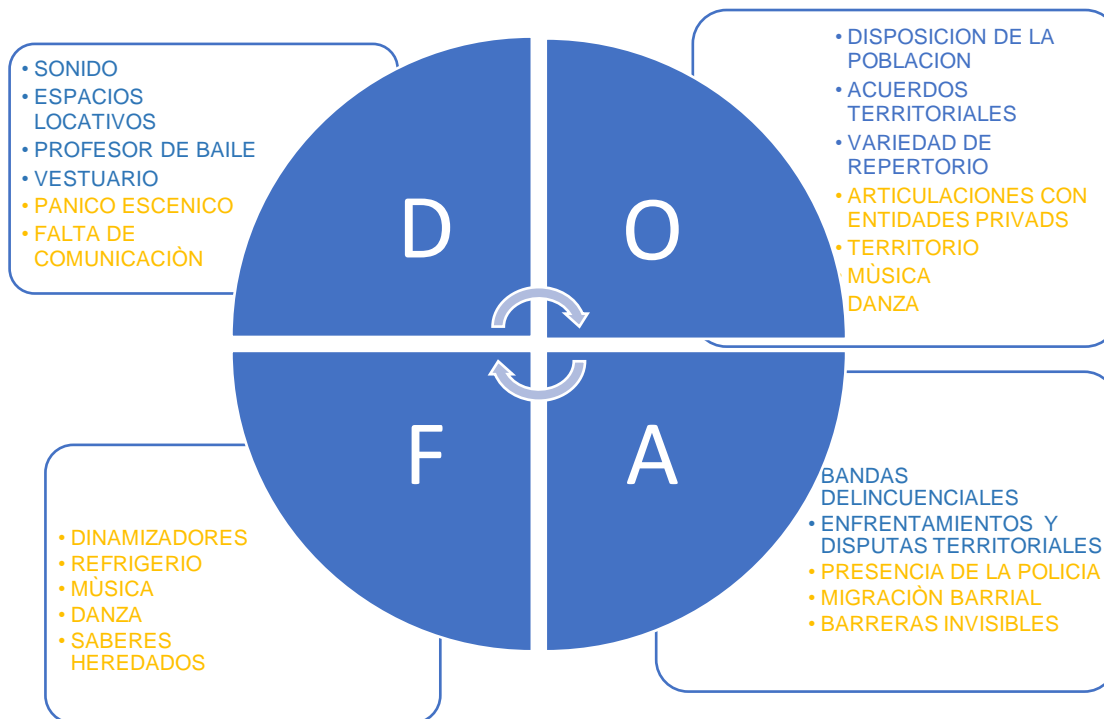 • SONIDO
• ESPACIOS
LOCATIVOS
• PROFESOR DE BAILE
• VESTUARIO
• PANICO ESCENICO
• FALTA DE
COMUNICACIÒN
D
O
• DISPOSICION DE LA
POBLACION
• ACUERDOS
TERRITORIALES
• VARIEDAD DE
REPERTORIO
• ARTICULACIONES CON
ENTIDADES PRIVADS
• TERRITORIO
MÙSICA
DANZA
F
A
• DINAMIZADORES
• REFRIGERIO
• MÙSICA
• DANZA
• SABERES
HEREDADOS
BANDAS
DELINCUENCIALES
• ENFRENTAMIENTOS Y
DISPUTAS TERRITORIALES
• PRESENCIA DE LA POLICIA
• MIGRACIÒN BARRIAL
• BARRERAS INVISIBLES